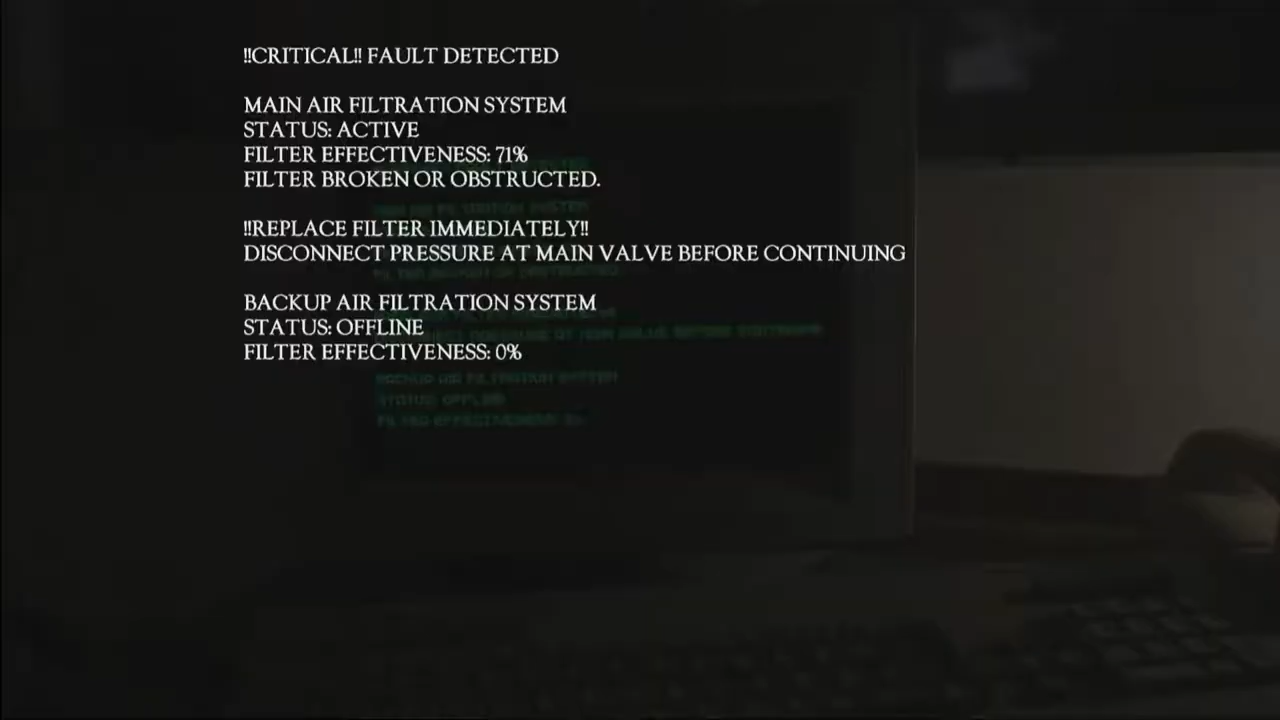 !!CRITICAL!! FAULT DETECTED
MAIN AIR FILTRATION SYSTEM
STATUS: ACTIVE
FILTER EFFECTIVENESS: 71%
FILTER BROKEN OR OBSTRUCTED.
!!REPLACE FILTER IMMEDIATELY!!
DISCONNECT PRESSURE AT MAIN VALVE BEFORE CONTINUING
BACKUP AIR FILTRATION SYSTEM
STATUS: OFFLINE
FILTER EFFECTIVENESS: 0%